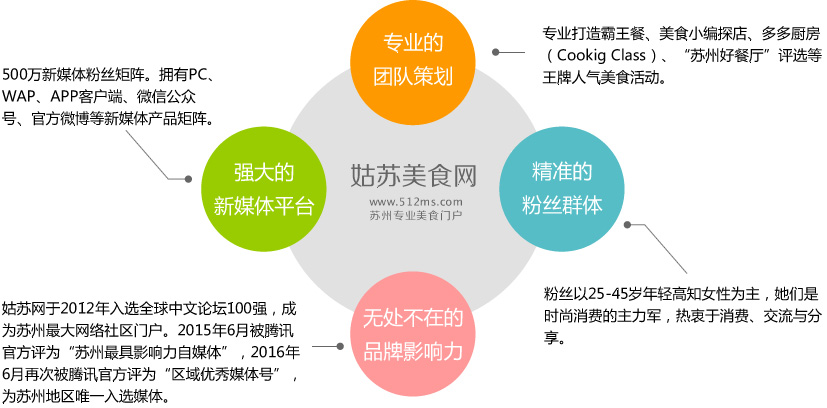 专业的
团队策划
专业打造霸王餐、美食小编探店、多多厨房
（Cookig Class）、“苏州好餐厅”评选等
王牌人气美食活动。
500万新媒体粉丝矩阵。拥有PC、
WAP、APP客户端、微信公众
号、官方微博等新媒体产品矩阵。
强大的
新媒体平台
姑苏美食网
www.512ms.com
苏州专业美食门户
精准的
粉丝群体
粉丝以25-45岁年轻高知女性为主，她们是
时尚消费的主力军，热衷于消费、交流与分
享。
姑苏网于2012年入选全球中文论坛100强，成
为苏州最大网络社区门户。2015年6月被腾讯
官方评为“苏州最具影响力自媒体”，2016年
6月再次被腾讯官方评为“区域优秀媒体号”，
为苏州地区唯一入选媒体。
无处不在的
品牌影响力